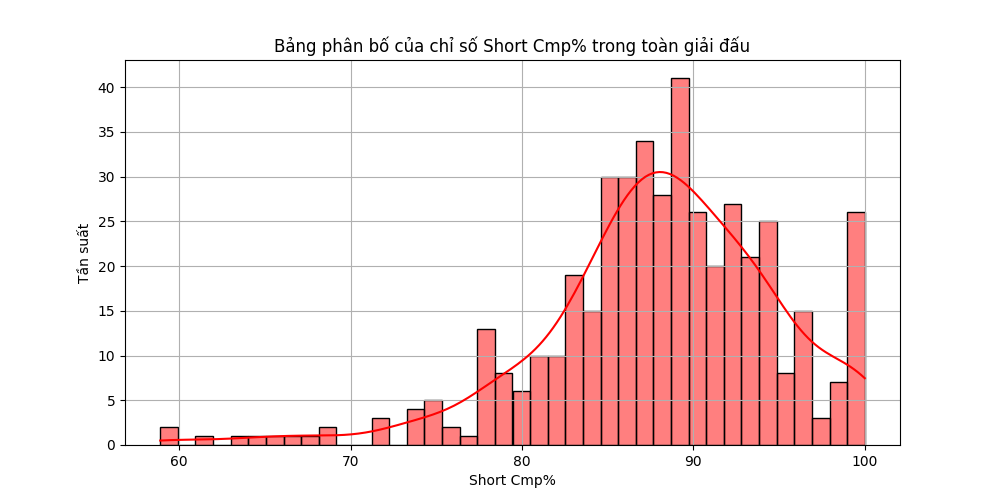 Bảng phân bố của chỉ số Short Cmp% trong toàn giải đấu
Tần suất
40
35
30
25
20
15
10
5
0
60 70 80 90 100
Short Cmp%